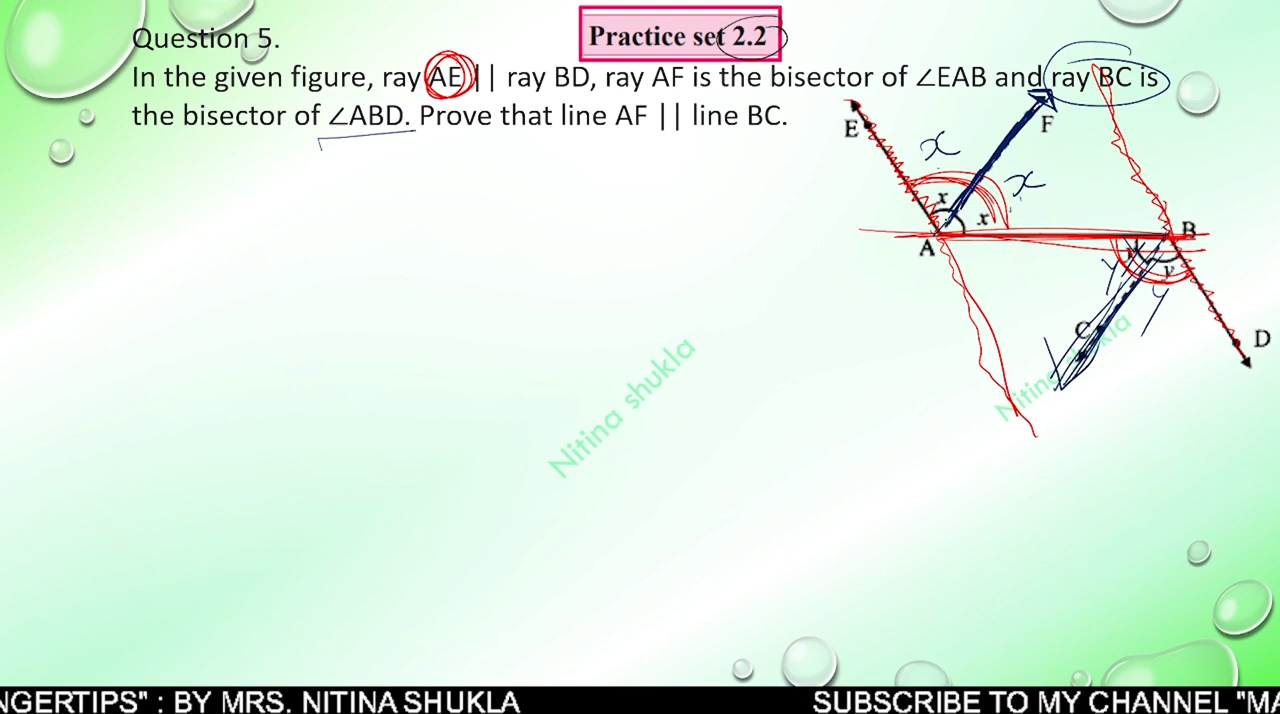 Question 5.
Practice set 2.2
In the given figure, ray AE || ray BD, ray AF is the bisector of ∠EAB and ray BC is
the bisector of ∠ABD. Prove that line AF || line BC.
E
F
x
x
x
x
A
B
y
y
y
C
D
Nitina shukla
Nitina shukla
NGERTIPS" : BY MRS. NITINA SHUKLA
SUBSCRIBE TO MY CHANNEL "MA